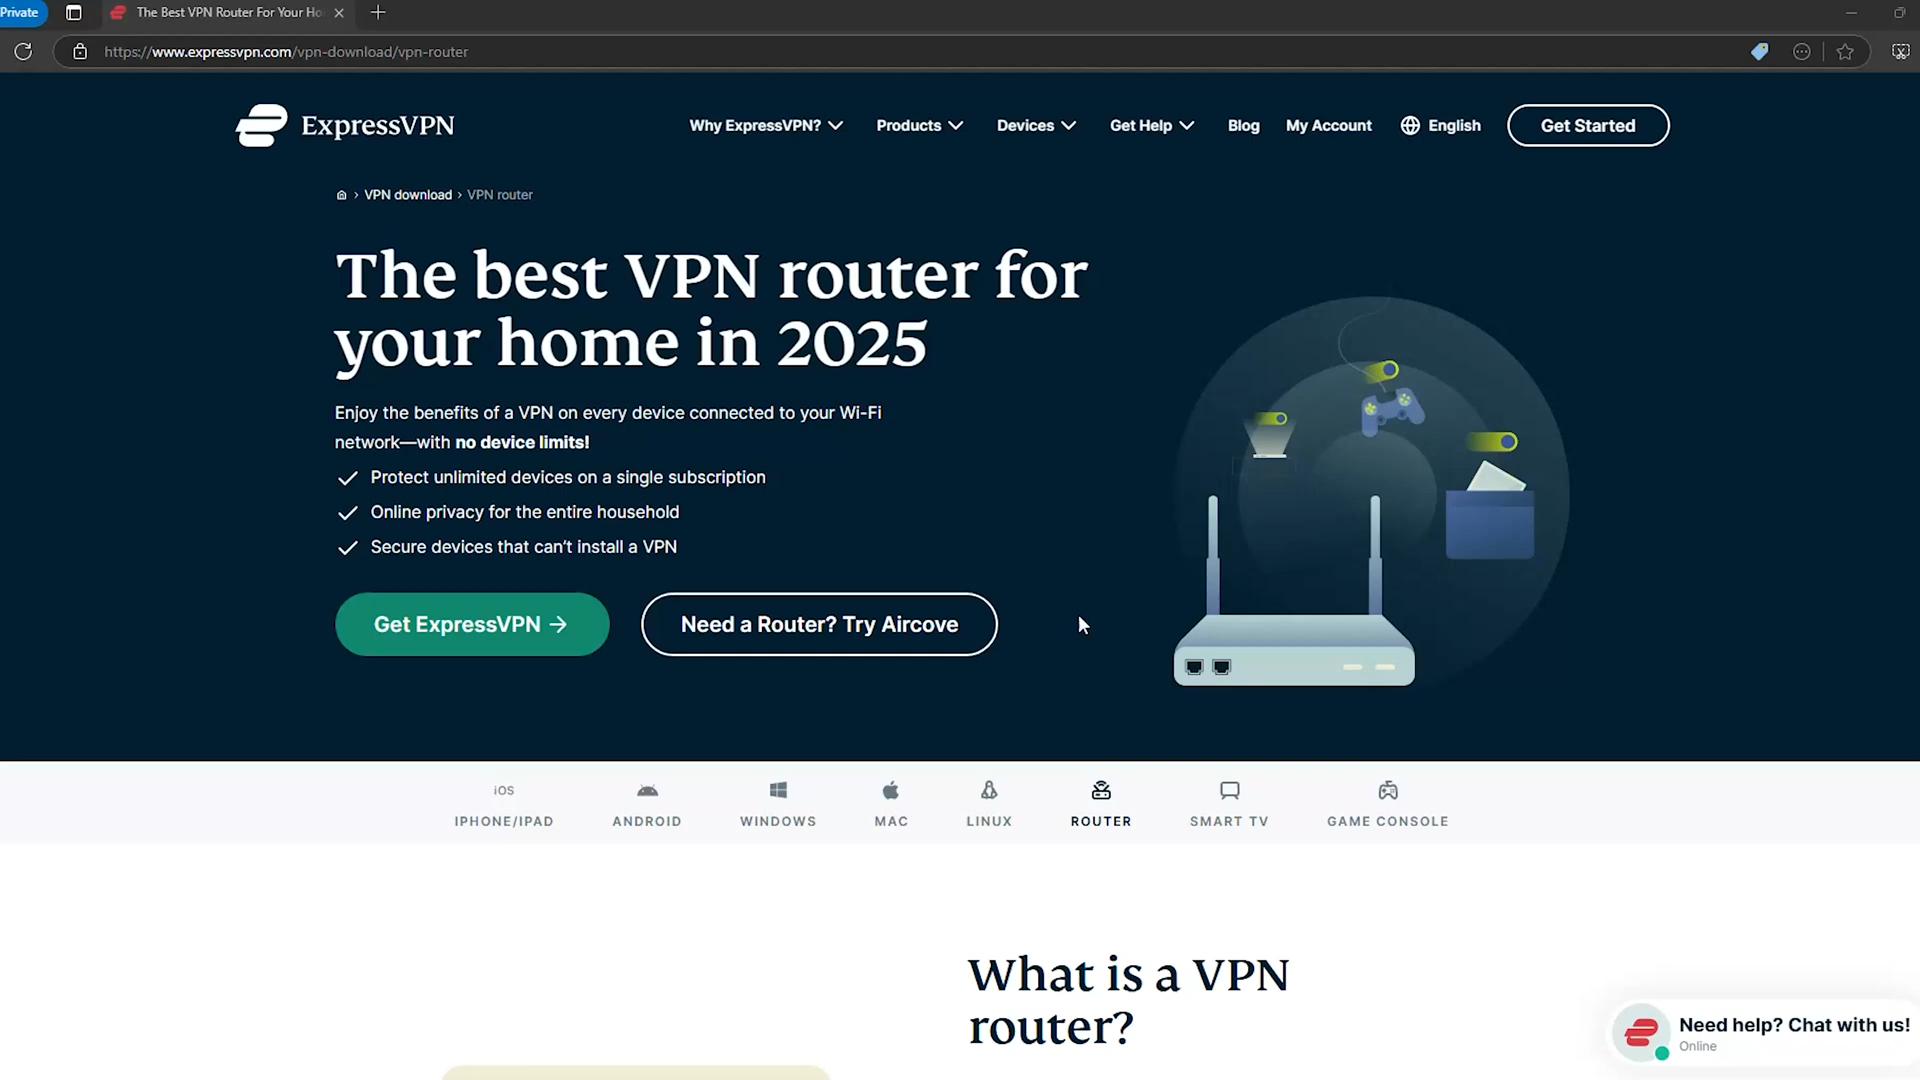 Private
The Best VPN Router For Your Ho
https://www.expressvpn.com/vpn-download/vpn-router
ExpressVPN
Why ExpressVPN?
Products
Devices
Get Help
Blog
My Account
English
Get Started
VPN download › VPN router
The best VPN router for
your home in 2025
Enjoy the benefits of a VPN on every device connected to your Wi-Fi
network—with no device limits!
Protect unlimited devices on a single subscription
Online privacy for the entire household
Secure devices that can’t install a VPN
Get ExpressVPN →
Need a Router? Try Aircove
iOS
IPHONE/IPAD
ANDROID
WINDOWS
MAC
LINUX
ROUTER
SMART TV
GAME CONSOLE
What is a VPN
router?
Need help? Chat with us!
Online